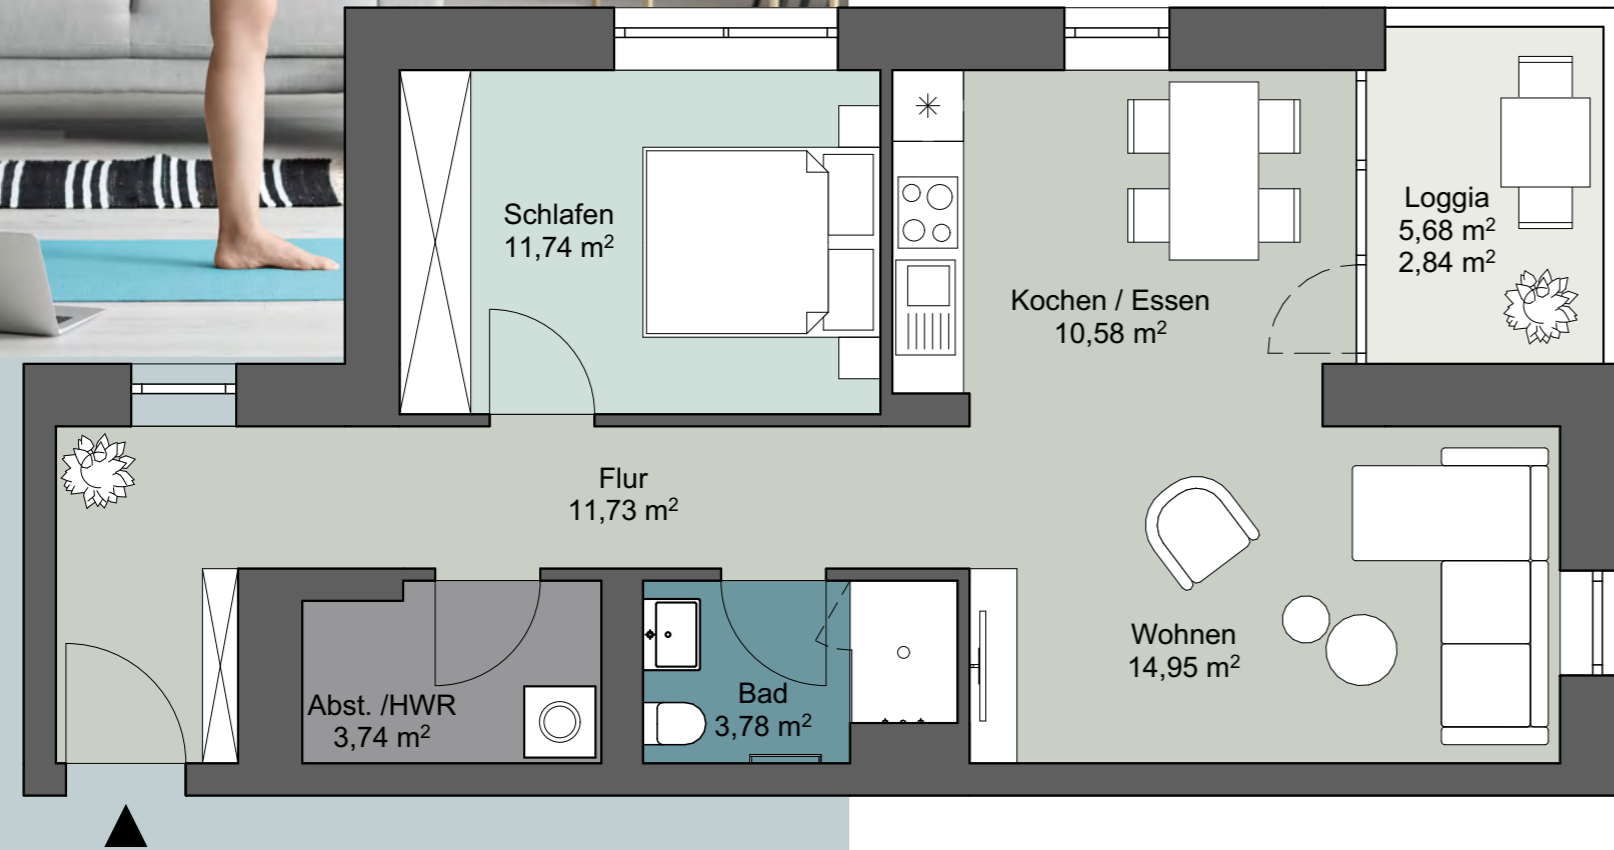 Schlafen
11,74 m²
Loggia
5,68 m²
2,84 m²
Kochen / Essen
10,58 m²
Flur
11,73 m²
Wohnen
14,95 m²
Abst. /HWR
3,74 m²
Bad
3,78 m²